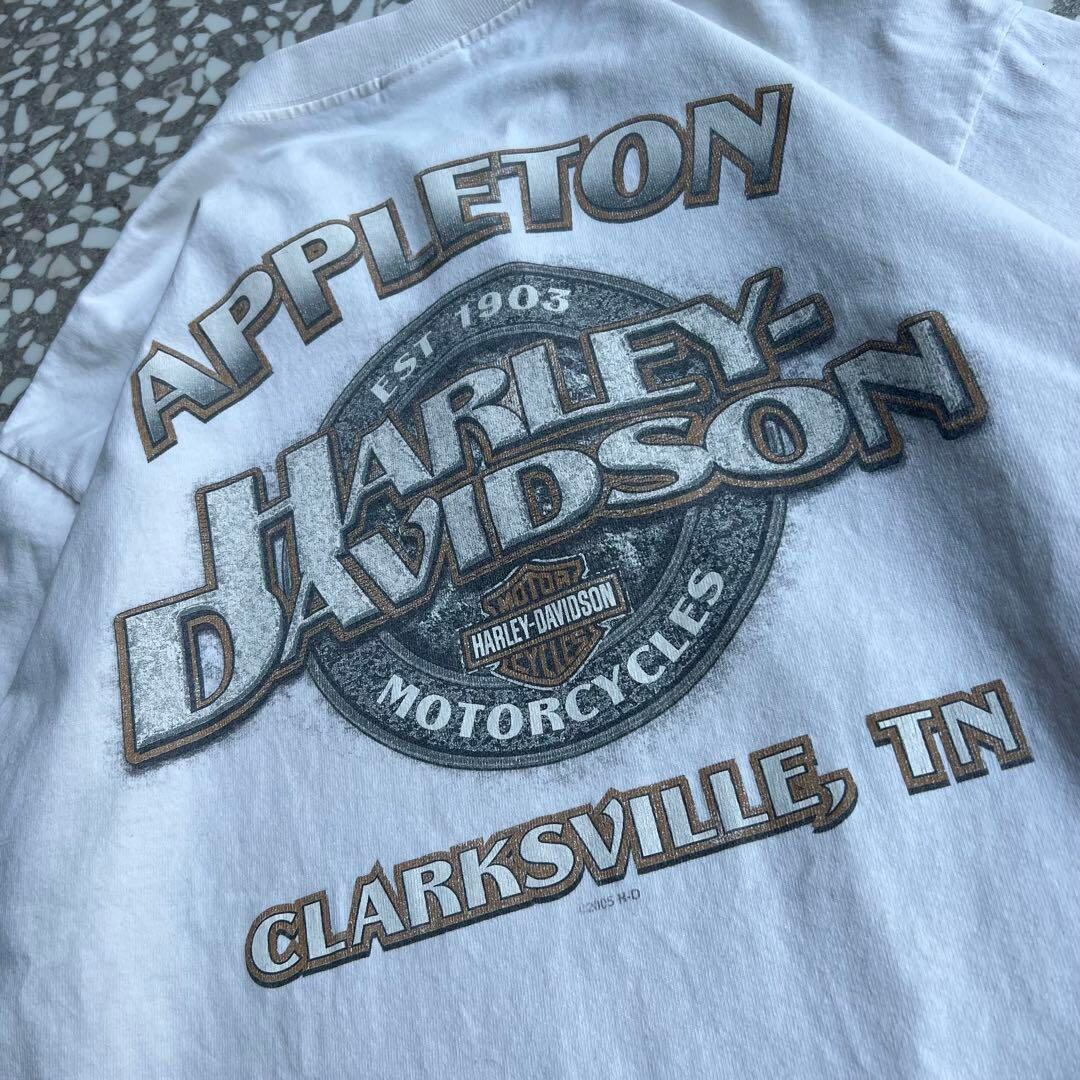 APPLETON
EST 1903
HARLEY-
DAVIDSON
MOTOR
HARLEY-DAVIDSON
CYCLES
MOTORCYCLES
CLARKSVILLE, TN
©2005 H-D